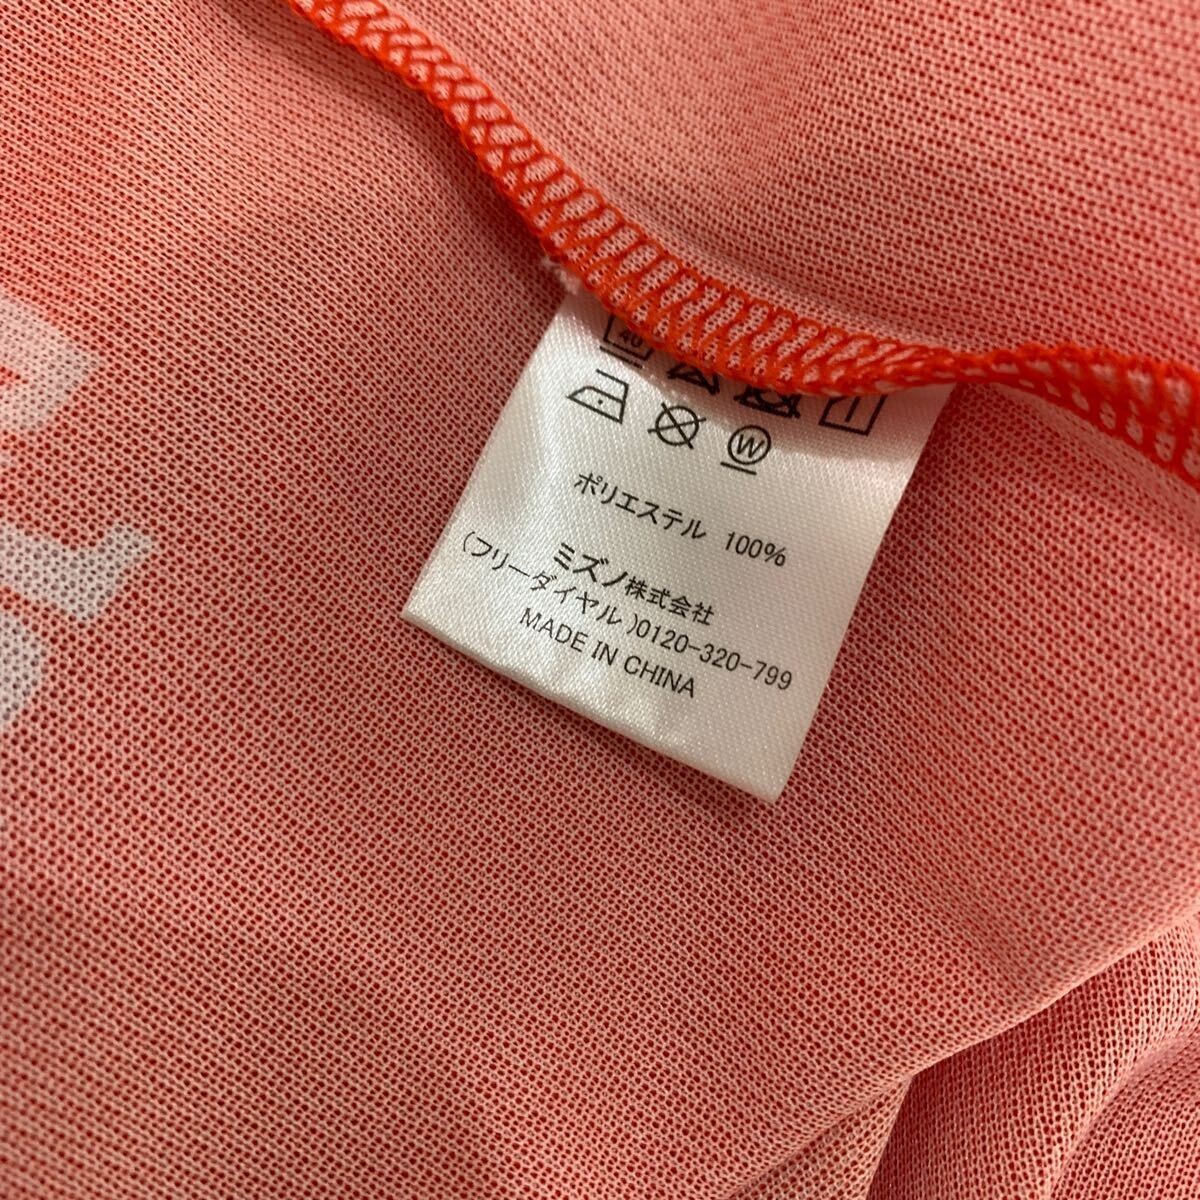 40
W
ポリエステル 100%
ミズノ株式会社
(フリーダイヤル)0120-320-799
MADE IN CHINA